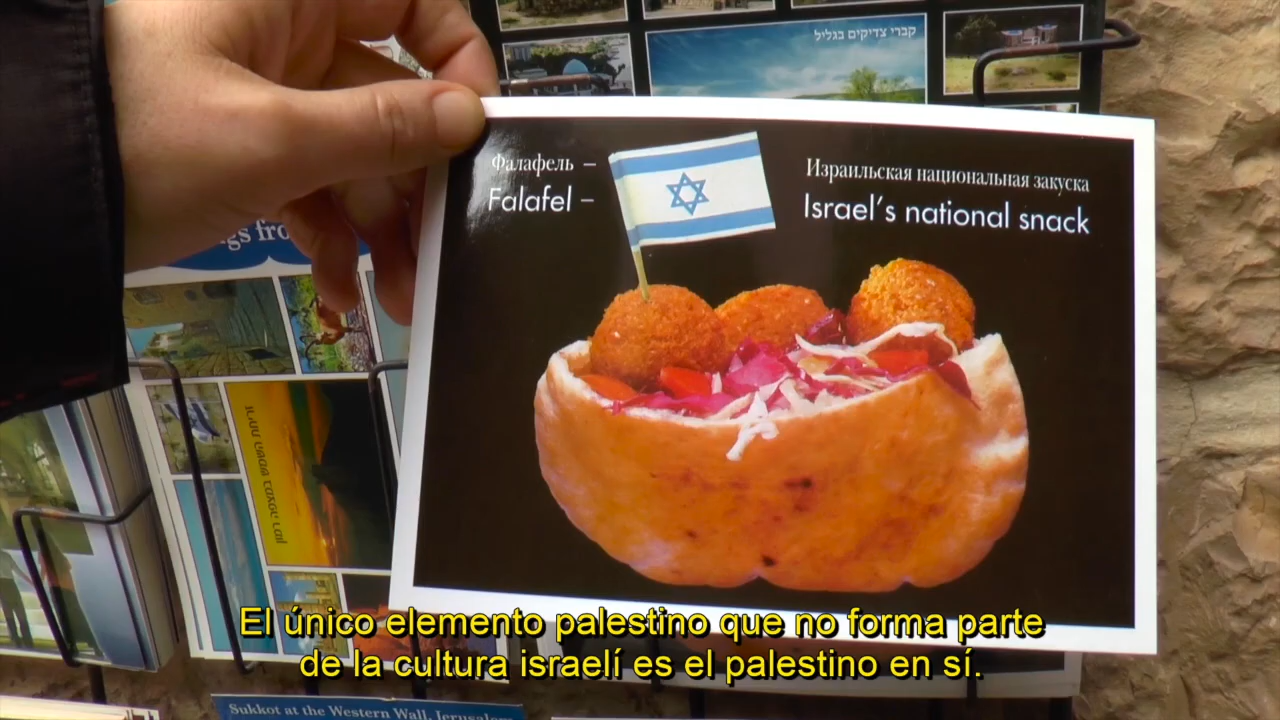 קברי צדיקים בגליל
Фалафель –
Falafel –
Израильская национальная закуска
Israel's national snack
El único elemento palestino que no forma parte
de la cultura israelí es el palestino en sí.
Sukkot at the Western Wall, Jerusalem